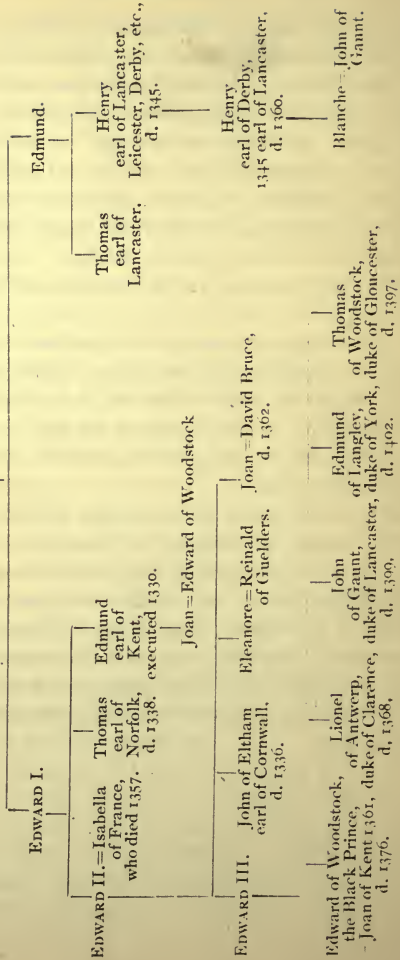 EDWARD I.
Edmund.
EDWARD II.=Isabella
of France,
who died 1357.
Thomas
earl of
Norfolk,
d. 1338.
Edmund
earl of
Kent,
executed 1330.
Thomas
earl of
Lancaster.
Henry
earl of Lancaster,
Leicester, Derby, etc.,
d. 1345.
Joan=Edward of Woodstock
Henry
earl of Derby,
1345 earl of Lancaster,
d. 1360.
EDWARD III.
John of Eltham
earl of Cornwall.
d. 1336.
Eleanore=Reinald
of Guelders.
Joan=David Bruce,
d. 1362.
Blanche=John of
Gaunt.
Edward of Woodstock,
the Black Prince,
- Joan of Kent 1361,
d. 1376.
Lionel
of Antwerp,
duke of Clarence,
d, 1368.
John
of Gaunt,
duke of Lancaster,
d. 1399.
Edmund
of Langley,
duke of York,
d. 1402.
Thomas
of Woodstock,
duke of Gloucester,
d. 1397.